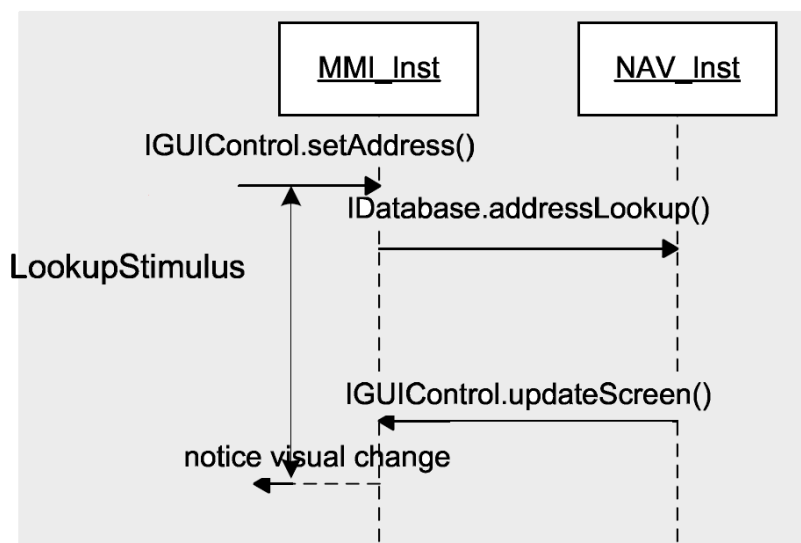 MMI_Inst
NAV_Inst
IGUIControl.setAddress()
IDatabase.addressLookup()
LookupStimulus
IGUIControl.updateScreen()
notice visual change